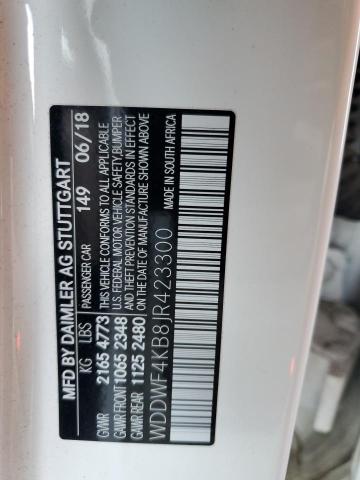 MFD BY DAIMLER AG STUTTGART
KG LBS PASSENGER CAR 149 06/18
GVWR 2165 4773 THIS VEHICLE CONFORMS TO ALL APPLICABLE
GAWR FRONT 1065 2348 U.S. FEDERAL MOTOR VEHICLE SAFETY, BUMPER
GAWR REAR 1125 2480 AND THEFT PREVENTION STANDARDS IN EFFECT
ON THE DATE OF MANUFACTURE SHOWN ABOVE
WDDWF4KB8JR423300 MADE IN SOUTH AFRICA